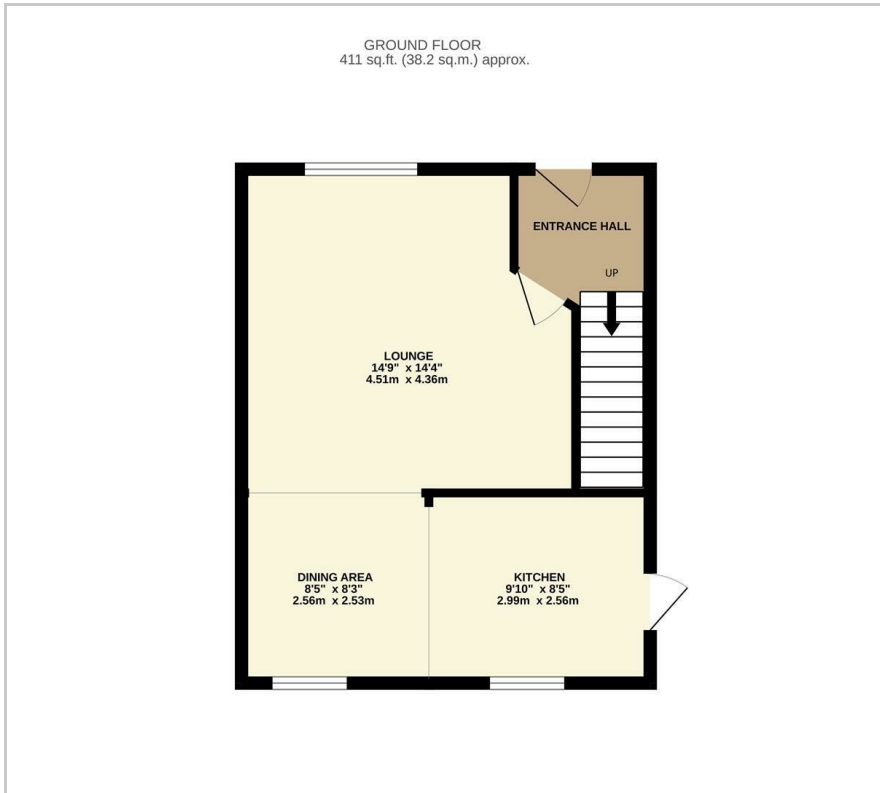 GROUND FLOOR
411 sq.ft. (38.2 sq.m.) approx.
ENTRANCE HALL
UP
LOUNGE
14'9" x 14'4"
4.51m x 4.36m
DINING AREA
8'5" x 8'3"
2.56m x 2.53m
KITCHEN
9'10" x 8'5"
2.99m x 2.56m